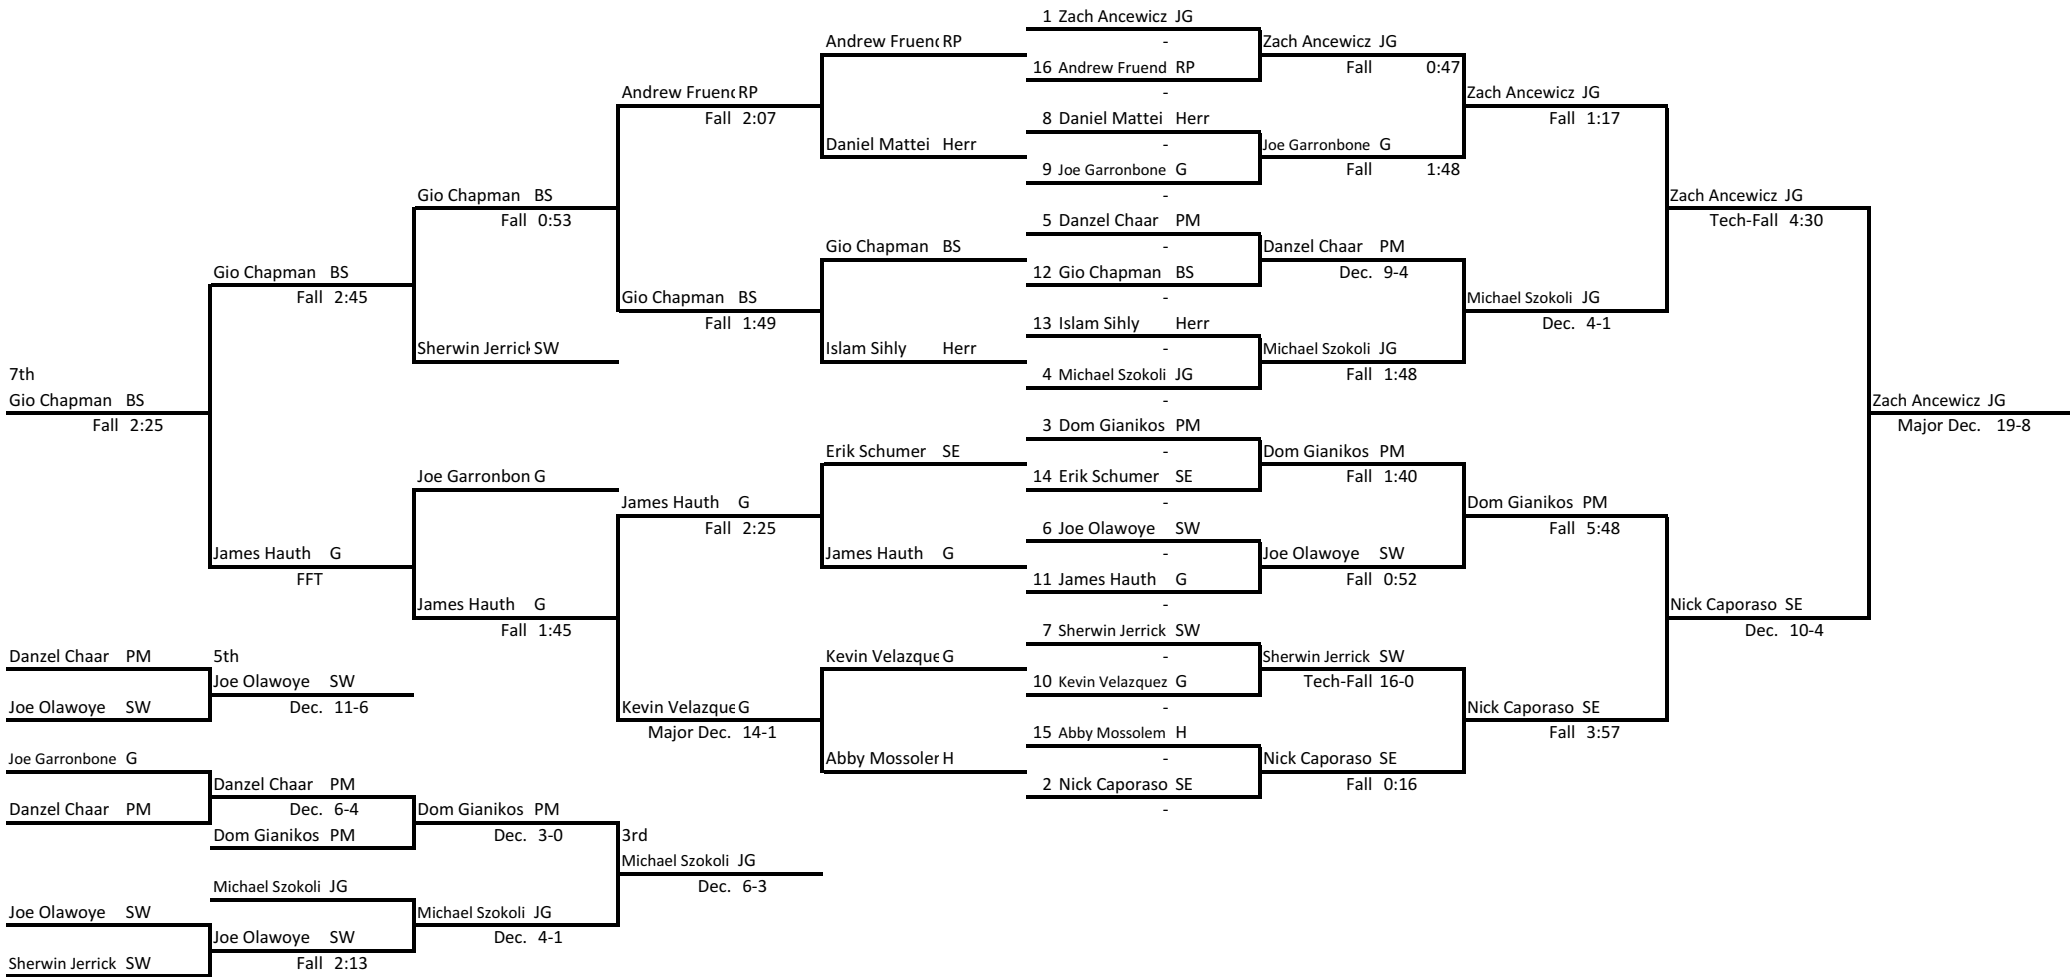 1 Zach Ancewicz JG
Andrew Fruenc RP - Zach Ancewicz JG
16 Andrew Fruend RP Fall 0:47
Andrew Fruenc RP - Zach Ancewicz JG
Fall 2:07 8 Daniel Mattei Herr Fall 1:17
Daniel Mattei Herr - Joe Garronbone G
9 Joe Garronbone G Fall 1:48
Gio Chapman BS - Zach Ancewicz JG
Fall 0:53 5 Danzel Chaar PM Tech-Fall 4:30
Gio Chapman BS - Danzel Chaar PM
Gio Chapman BS 12 Gio Chapman BS Dec. 9-4
Fall 2:45 Gio Chapman BS - Michael Szokoli JG
Fall 1:49 13 Islam Sihly Herr Dec. 4-1
Sherwin Jerrick SW Islam Sihly Herr - Michael Szokoli JG
7th 4 Michael Szokoli JG Fall 1:48
Gio Chapman BS - Zach Ancewicz JG
Fall 2:25 3 Dom Gianikos PM Major Dec. 19-8
Erik Schumer SE - Dom Gianikos PM
Joe Garronbon G 14 Erik Schumer SE Fall 1:40
James Hauth G - Dom Gianikos PM
Fall 2:25 6 Joe Olawoye SW Fall 5:48
James Hauth G James Hauth G - Joe Olawoye SW
FFT 11 James Hauth G Fall 0:52
James Hauth G - Nick Caporaso SE
Fall 1:45 7 Sherwin Jerrick SW Dec. 10-4
Danzel Chaar PM 5th Kevin Velazque G - Sherwin Jerrick SW
Joe Olawoye SW 10 Kevin Velazquez G Tech-Fall 16-0
Joe Olawoye SW Dec. 11-6 Kevin Velazque G - Nick Caporaso SE
Major Dec. 14-1 15 Abby Mossolem H Fall 3:57
Joe Garronbone G Abby Mossoler H - Nick Caporaso SE
Danzel Chaar PM 2 Nick Caporaso SE Fall 0:16
Danzel Chaar PM Dec. 6-4 Dom Gianikos PM -
Dom Gianikos PM Dec. 3-0 3rd
Michael Szokoli JG
Michael Szokoli JG Dec. 6-3
Joe Olawoye SW Michael Szokoli JG
Joe Olawoye SW Dec. 4-1
Sherwin Jerrick SW Fall 2:13